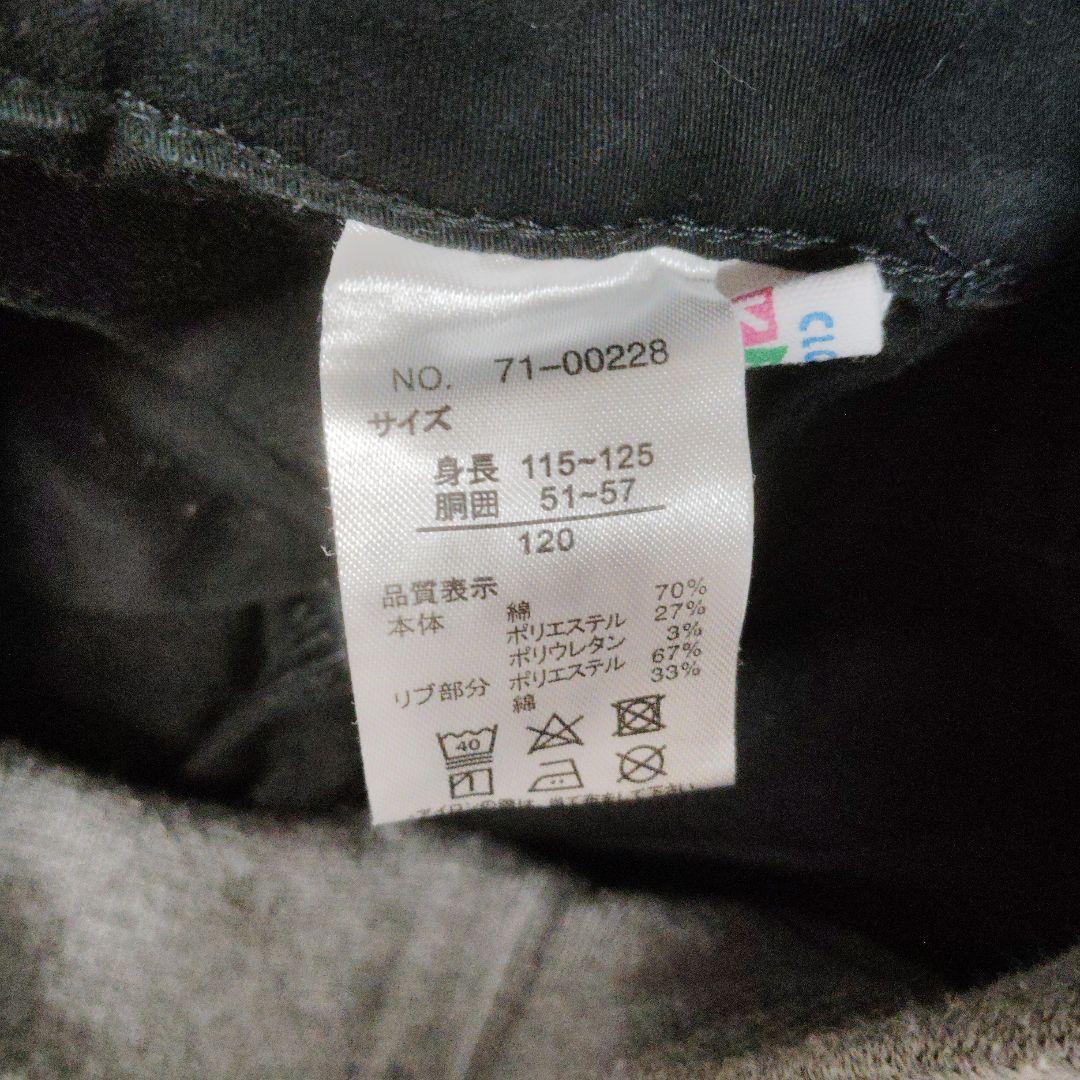 NO. 71-00228
サイズ
身長 115~125
胴囲 51~57
120
品質表示
本体 綿 70%
ポリエステル 27%
ポリウレタン 3%
リブ部分 ポリエステル 67%
綿 33%
40